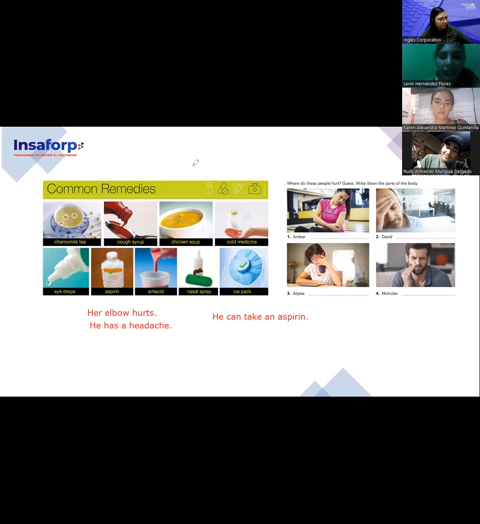 Inglés Corporativo
Lenin Hernández Flores
Karen Alexandra Martinez Quintanilla
Rudy Armando Munguia Delgado
Insaforp
Common Remedies
chamomile tea
cough syrup
chicken soup
cold medicine
eye drops
aspirin
antacid
nasal spray
ice pack
Where do these people hurt? Guess. Write down the parts of the body.
1. Amber
2. David
3. Alyssa
4. Nicholas
Her elbow hurts.
He has a headache.
He can take an aspirin.